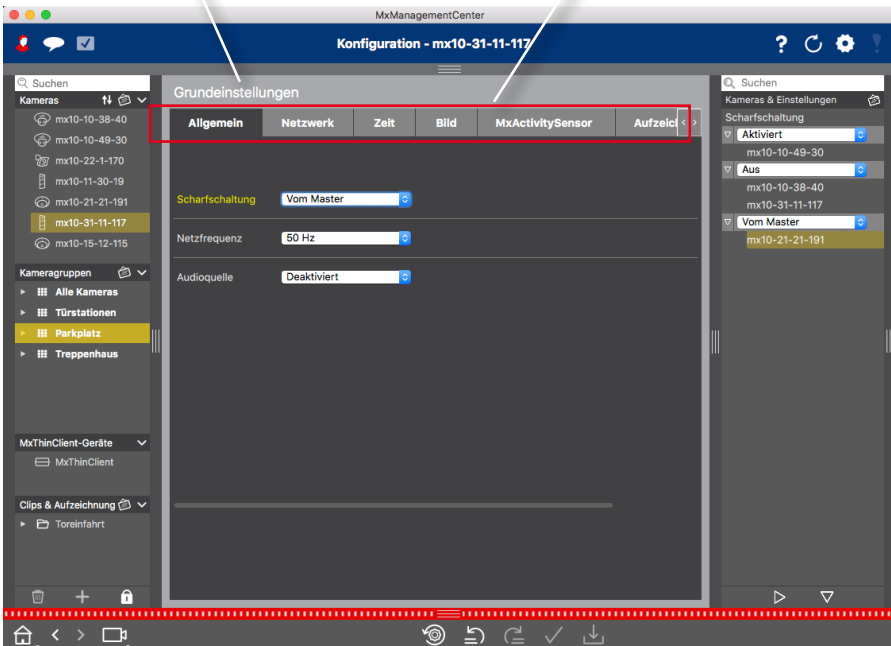 MxManagementCenter
Konfiguration - mx10-31-11-117
?
Suchen
Kameras
mx10-10-38-40
mx10-10-49-30
mx10-22-1-170
mx10-11-30-19
mx10-21-21-191
mx10-31-11-117
mx10-15-12-115
Kameragruppen
Alle Kameras
Türstationen
Parkplatz
Treppenhaus
MxThinClient-Geräte
MxThinClient
Clips & Aufzeichnung
Toreinfahrt
Grundeinstellungen
Allgemein Netzwerk Zeit Bild MxActivitySensor Aufzeicl
Scharfschaltung Vom Master
Netzfrequenz 50 Hz
Audioquelle Deaktiviert
Suchen
Kameras & Einstellungen
Scharfschaltung
Aktiviert
mx10-10-49-30
Aus
mx10-10-38-40
mx10-31-11-117
Vom Master
mx10-21-21-191